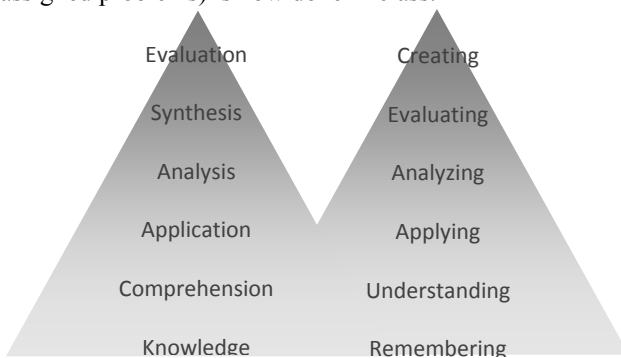 Evaluation
Synthesis
Analysis
Application
Comprehension
Knowledge
Creating
Evaluating
Analyzing
Applying
Understanding
Remembering